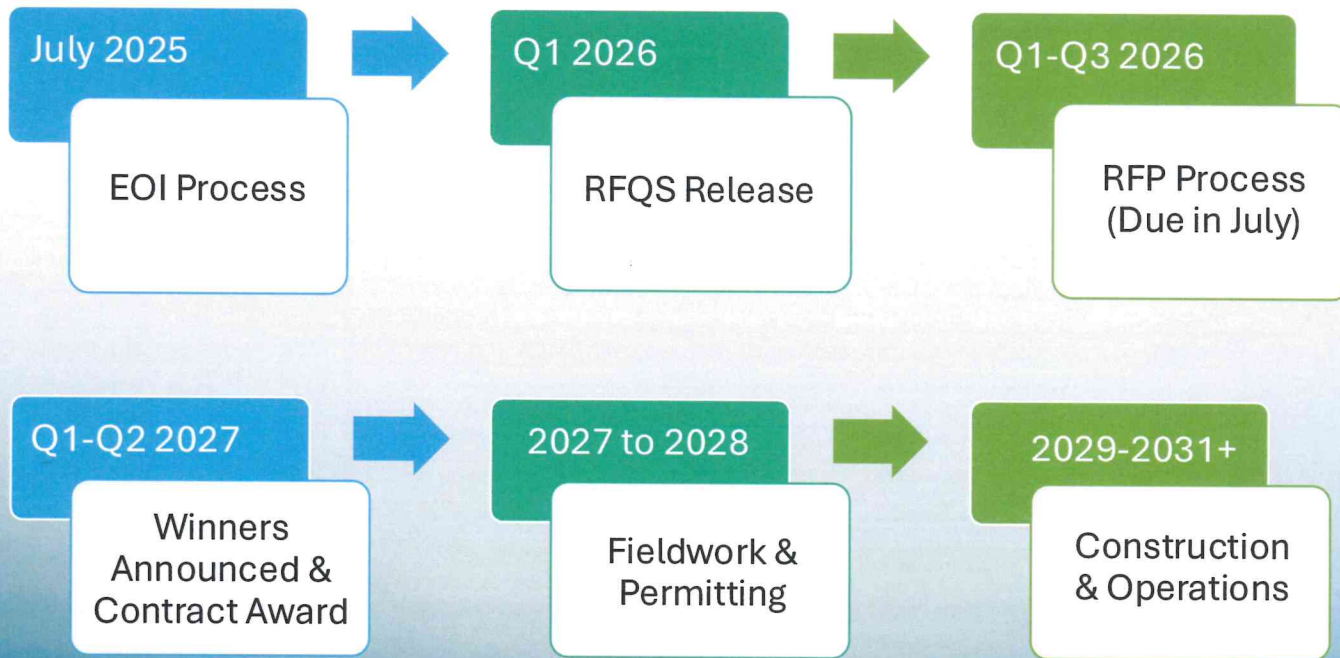 July 2025
EOI Process
Q1 2026
RFQS Release
Q1-Q3 2026
RFP Process
(Due in July)
Q1-Q2 2027
Winners
Announced &
Contract Award
2027 to 2028
Fieldwork &
Permitting
2029-2031+
Construction
& Operations